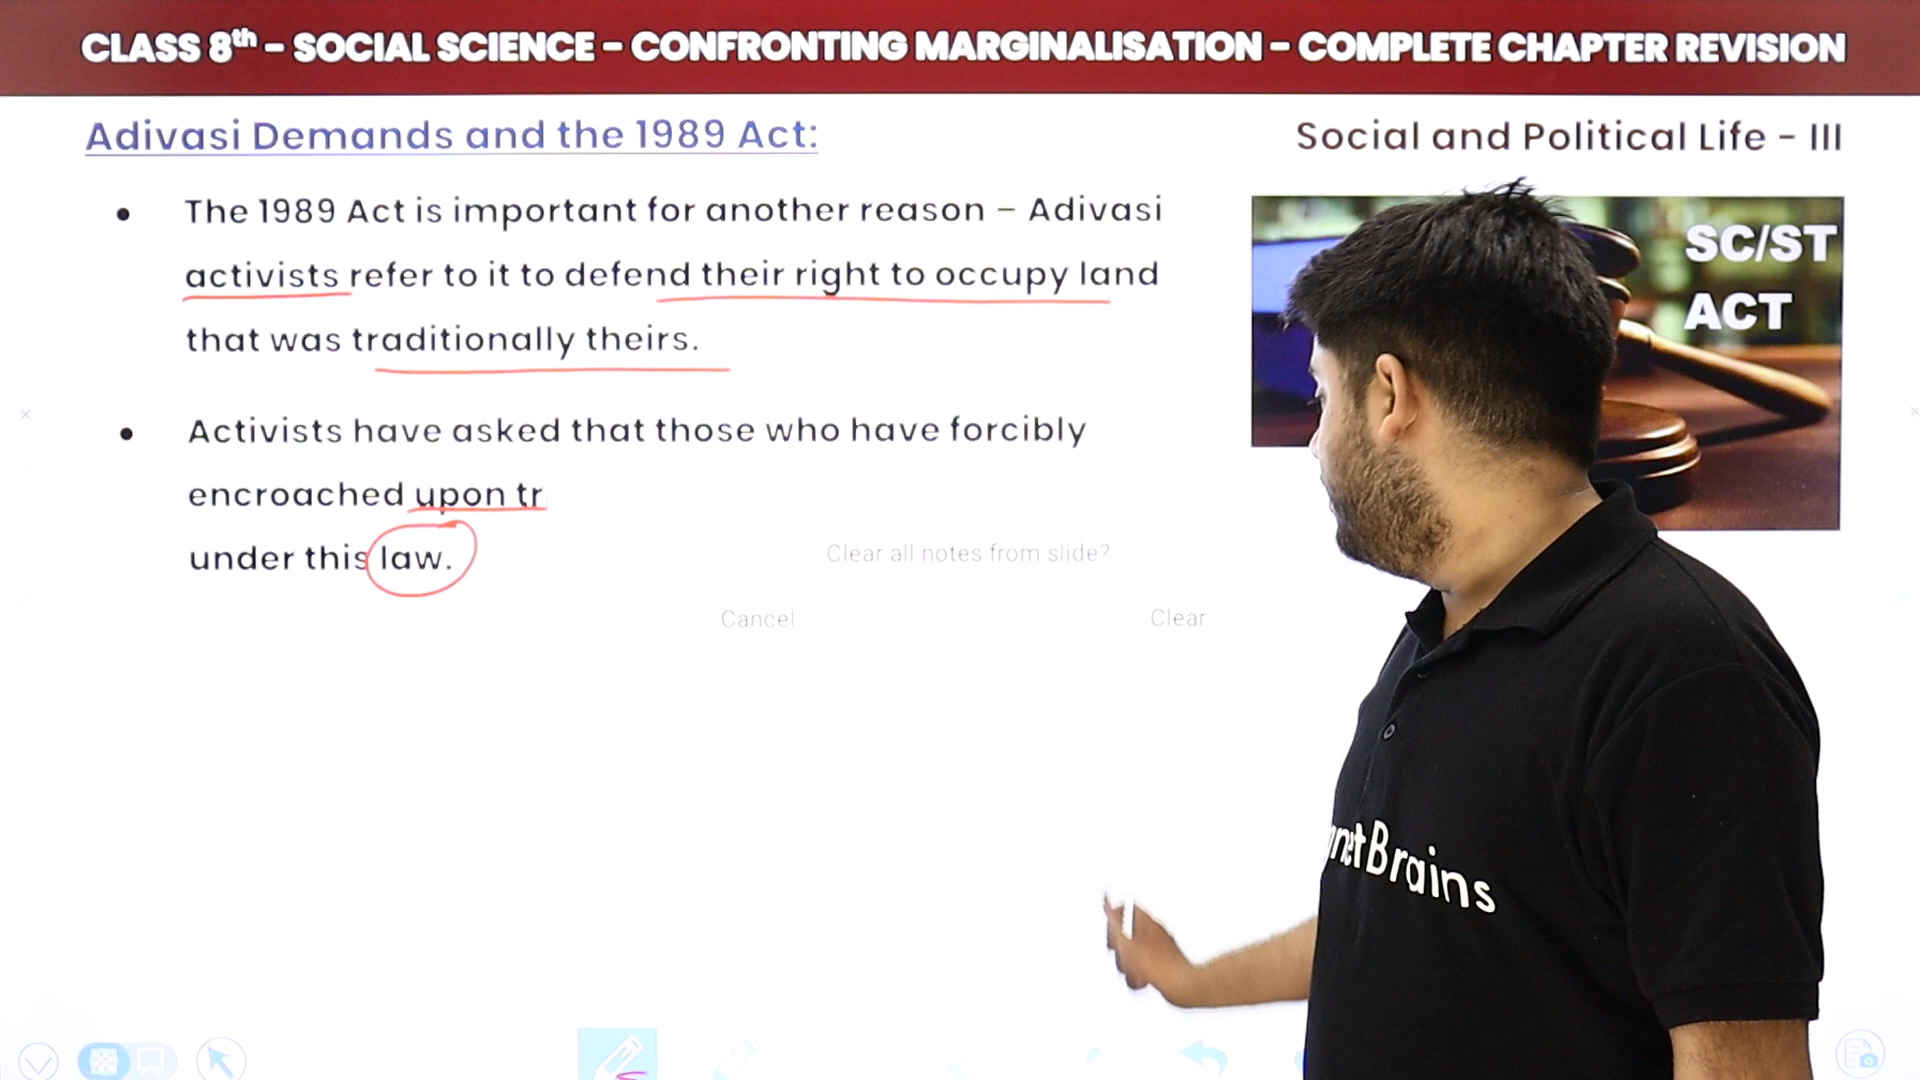 CLASS 8th - SOCIAL SCIENCE - CONFRONTING MARGINALISATION - COMPLETE CHAPTER REVISION
Adivasi Demands and the 1989 Act:
Social and Political Life - III
• The 1989 Act is important for another reason – Adivasi
activists refer to it to defend their right to occupy land
that was traditionally theirs.
• Activists have asked that those who have forcibly
encroached upon tr
under this law.
SC/ST
ACT
Clear all notes from slide?
Cancel
Clear
netBrains